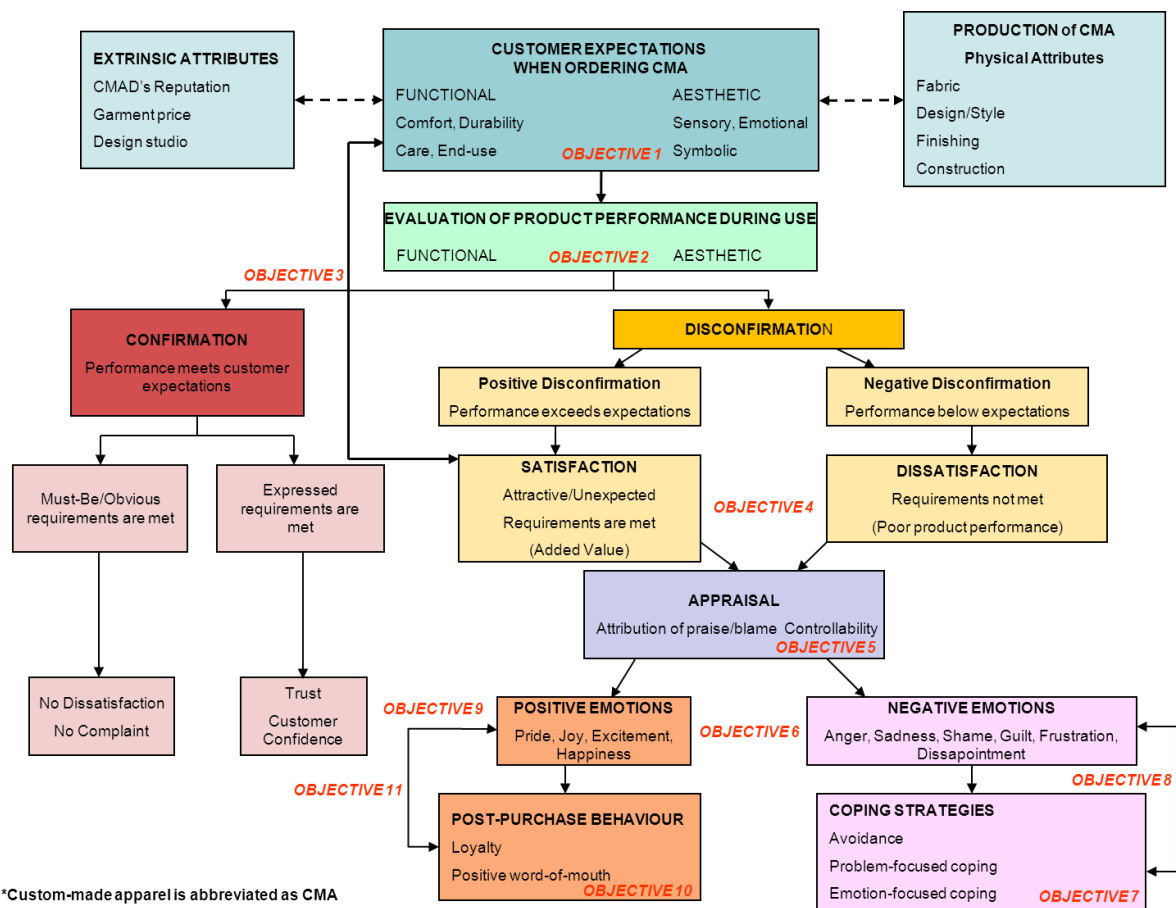 EXTRINSIC ATTRIBUTES
CMAD's Reputation
Garment price
Design studio
CUSTOMER EXPECTATIONS
WHEN ORDERING CMA
FUNCTIONAL AESTHETIC
Comfort, Durability Sensory, Emotional
Care, End-use OBJECTIVE 1 Symbolic
PRODUCTION of CMA
Physical Attributes
Fabric
Design/Style
Finishing
Construction
EVALUATION OF PRODUCT PERFORMANCE DURING USE
FUNCTIONAL OBJECTIVE 2 AESTHETIC
OBJECTIVE 3
CONFIRMATION
Performance meets customer
expectations
DISCONFIRMATION
Positive Disconfirmation
Performance exceeds expectations
Negative Disconfirmation
Performance below expectations
Must-Be/Obvious
requirements are met
Expressed
requirements are
met
SATISFACTION
Attractive/Unexpected
Requirements are met
(Added Value)
OBJECTIVE 4
DISSATISFACTION
Requirements not met
(Poor product performance)
APPRAISAL
Attribution of praise/blame Controllability
OBJECTIVE 5
No Dissatisfaction
No Complaint
Trust
Customer
Confidence
OBJECTIVE 9
POSITIVE EMOTIONS
Pride, Joy, Excitement,
Happiness
OBJECTIVE 6
NEGATIVE EMOTIONS
Anger, Sadness, Shame, Guilt, Frustration,
Dissapointment
OBJECTIVE 8
OBJECTIVE 11
POST-PURCHASE BEHAVIOUR
Loyalty
Positive word-of-mouth
OBJECTIVE 10
COPING STRATEGIES
Avoidance
Problem-focused coping
Emotion-focused coping OBJECTIVE 7
*Custom-made apparel is abbreviated as CMA